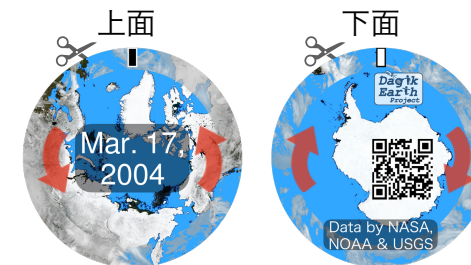 上面
下面
Mar. 17,
2004
Dagik
Earth
Project
Data by NASA,
NOAA & USGS